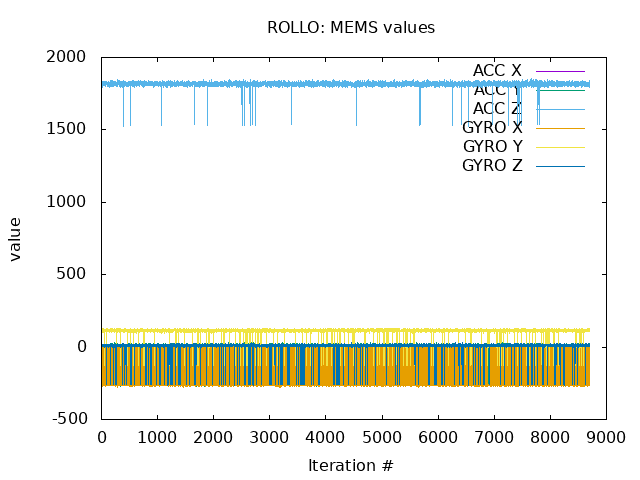 ROLLO: MEMS values
2000
1500
1000
500
0
-500
value
ACC X
ACC Y
ACC Z
GYRO X
GYRO Y
GYRO Z
0 1000 2000 3000 4000 5000 6000 7000 8000 9000
Iteration #